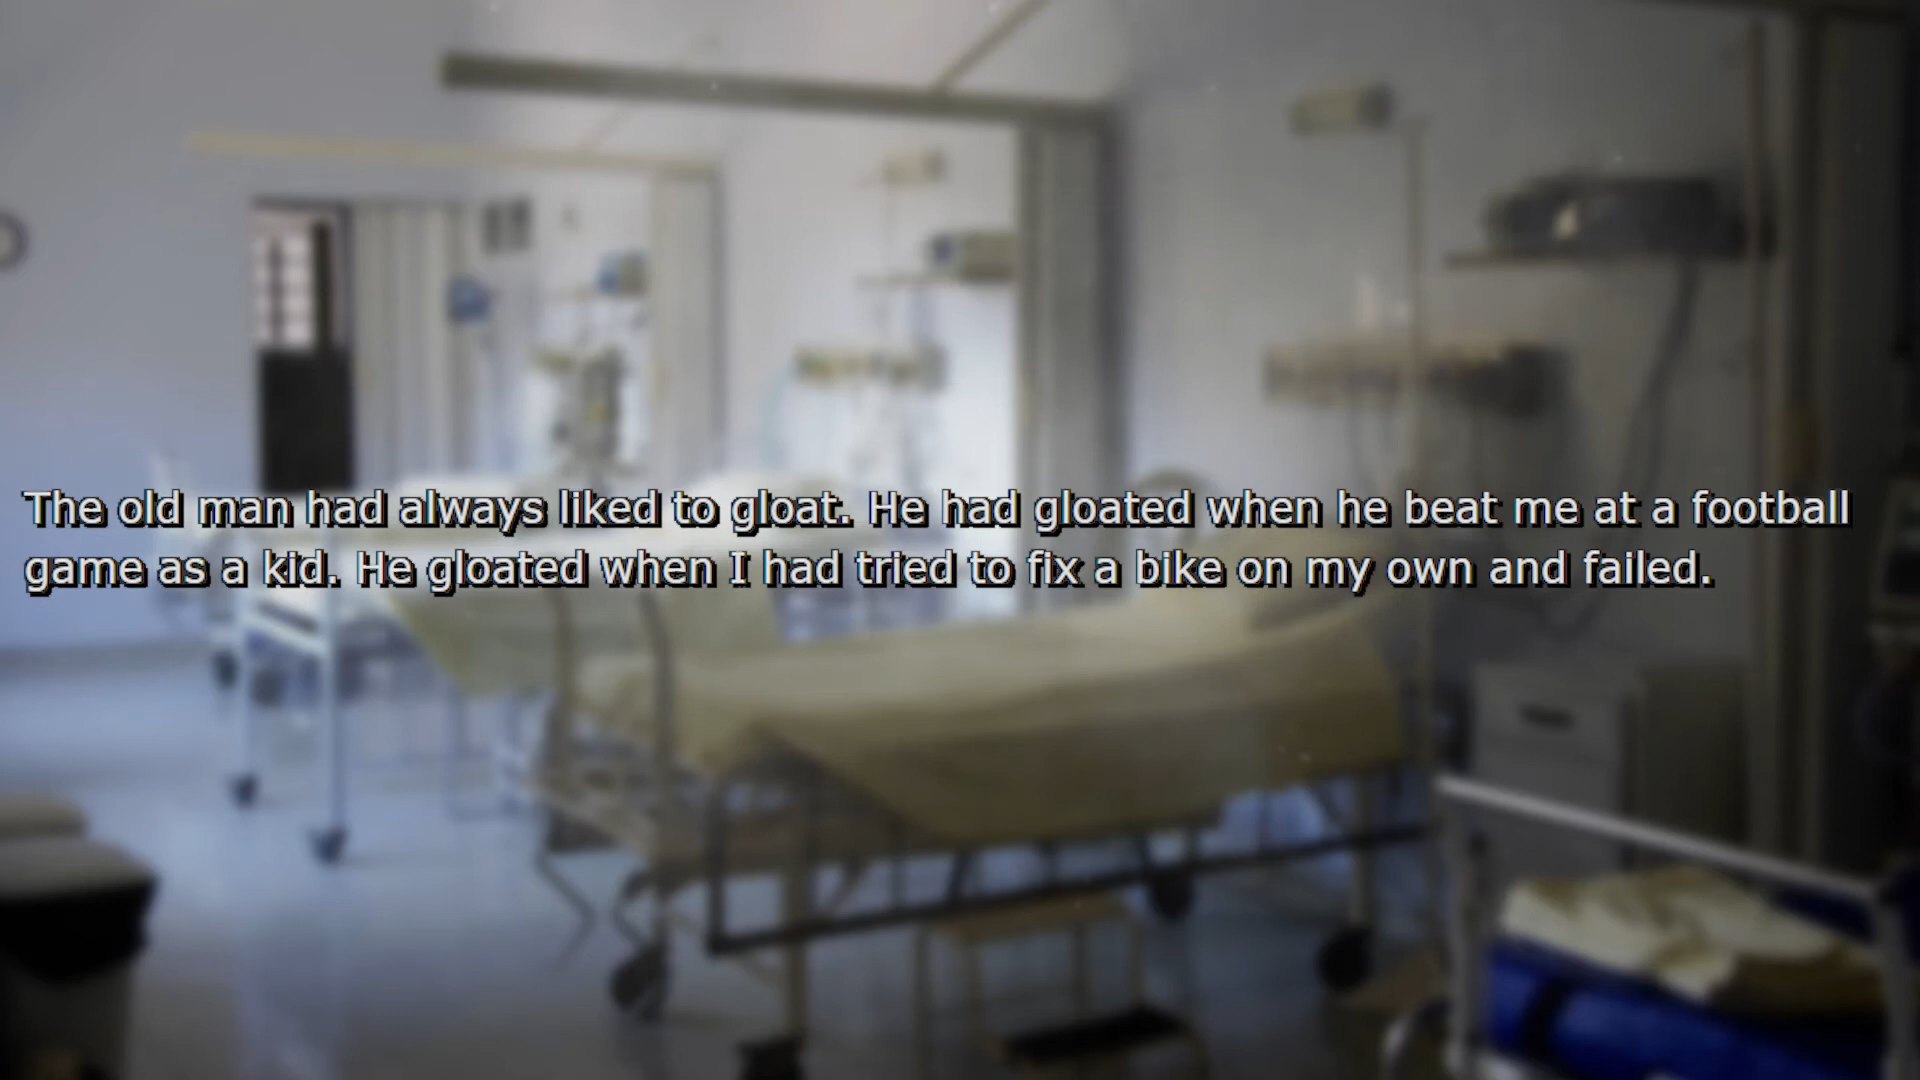 The old man had always liked to gloat. He had gloated when he beat me at a football
game as a kid. He gloated when I had tried to fix a bike on my own and failed.